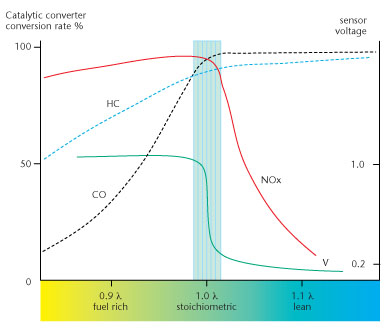 Catalytic converter
conversion rate %
sensor
voltage
100
HC
50
1.0
CO
NOx
V
0.2
0
0.9 λ
1.0 λ
1.1 λ
fuel rich
stoichiometric
lean